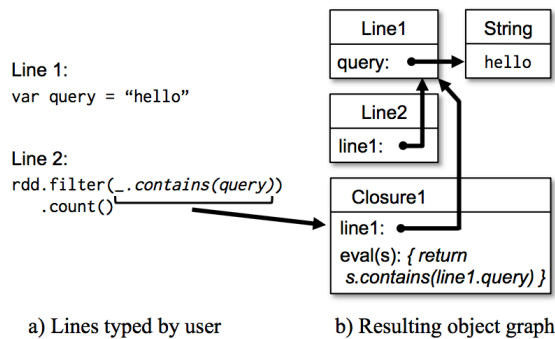 Line 1:
var query = “hello”
Line 2:
rdd.filter(_.contains(query))
.count()
a) Lines typed by user
Line1
query:
String
hello
Line2
line1:
Closure1
line1:
eval(s): { return
s.contains(line1.query) }
b) Resulting object graph